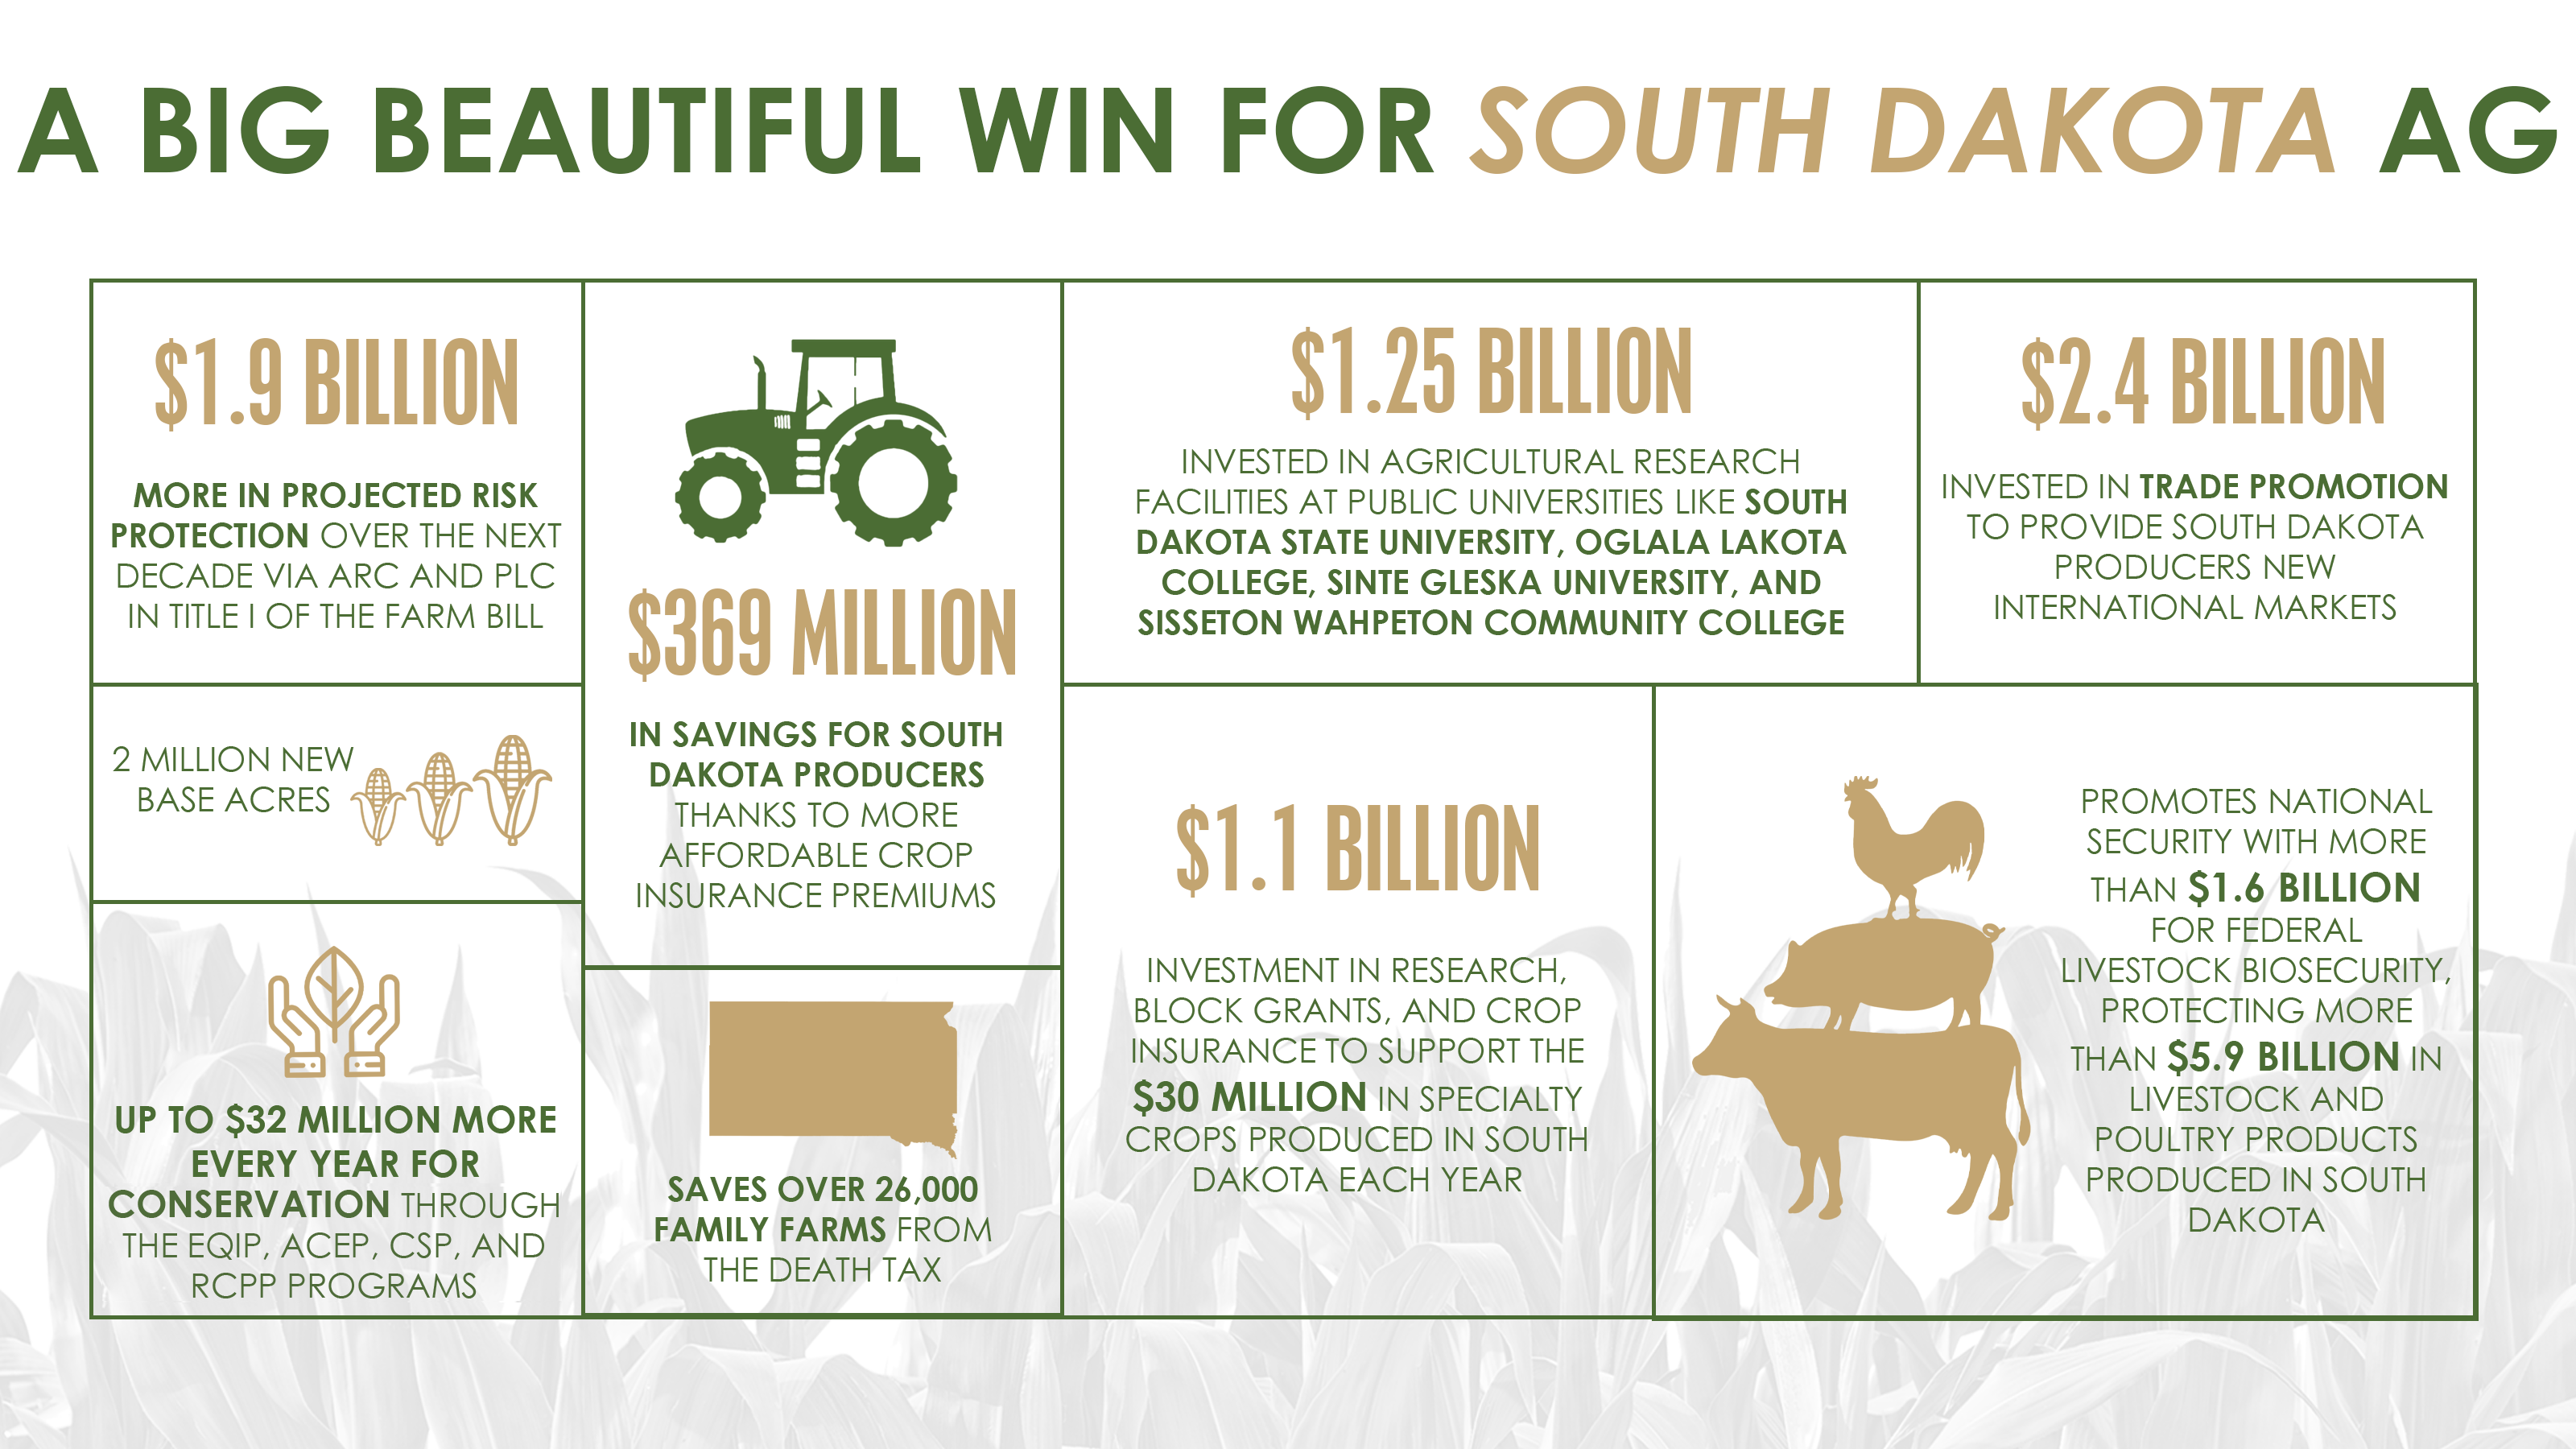 A BIG BEAUTIFUL WIN FOR SOUTH DAKOTA AG
$1.9 BILLION
MORE IN PROJECTED RISK
PROTECTION OVER THE NEXT
DECADE VIA ARC AND PLC
IN TITLE I OF THE FARM BILL
2 MILLION NEW
BASE ACRES
UP TO $32 MILLION MORE
EVERY YEAR FOR
CONSERVATION THROUGH
THE EQIP, ACEP, CSP, AND
RCPP PROGRAMS
$369 MILLION
IN SAVINGS FOR SOUTH
DAKOTA PRODUCERS
THANKS TO MORE
AFFORDABLE CROP
INSURANCE PREMIUMS
SAVES OVER 26,000
FAMILY FARMS FROM
THE DEATH TAX
$1.25 BILLION
INVESTED IN AGRICULTURAL RESEARCH
FACILITIES AT PUBLIC UNIVERSITIES LIKE SOUTH
DAKOTA STATE UNIVERSITY, OGLALA LAKOTA
COLLEGE, SINTE GLESKA UNIVERSITY, AND
SISSETON WAHPETON COMMUNITY COLLEGE
$2.4 BILLION
INVESTED IN TRADE PROMOTION
TO PROVIDE SOUTH DAKOTA
PRODUCERS NEW
INTERNATIONAL MARKETS
$1.1 BILLION
INVESTMENT IN RESEARCH,
BLOCK GRANTS, AND CROP
INSURANCE TO SUPPORT THE
$30 MILLION IN SPECIALTY
CROPS PRODUCED IN SOUTH
DAKOTA EACH YEAR
PROMOTES NATIONAL
SECURITY WITH MORE
THAN $1.6 BILLION
FOR FEDERAL
LIVESTOCK BIOSECURITY,
PROTECTING MORE
THAN $5.9 BILLION IN
LIVESTOCK AND
POULTRY PRODUCTS
PRODUCED IN SOUTH
DAKOTA